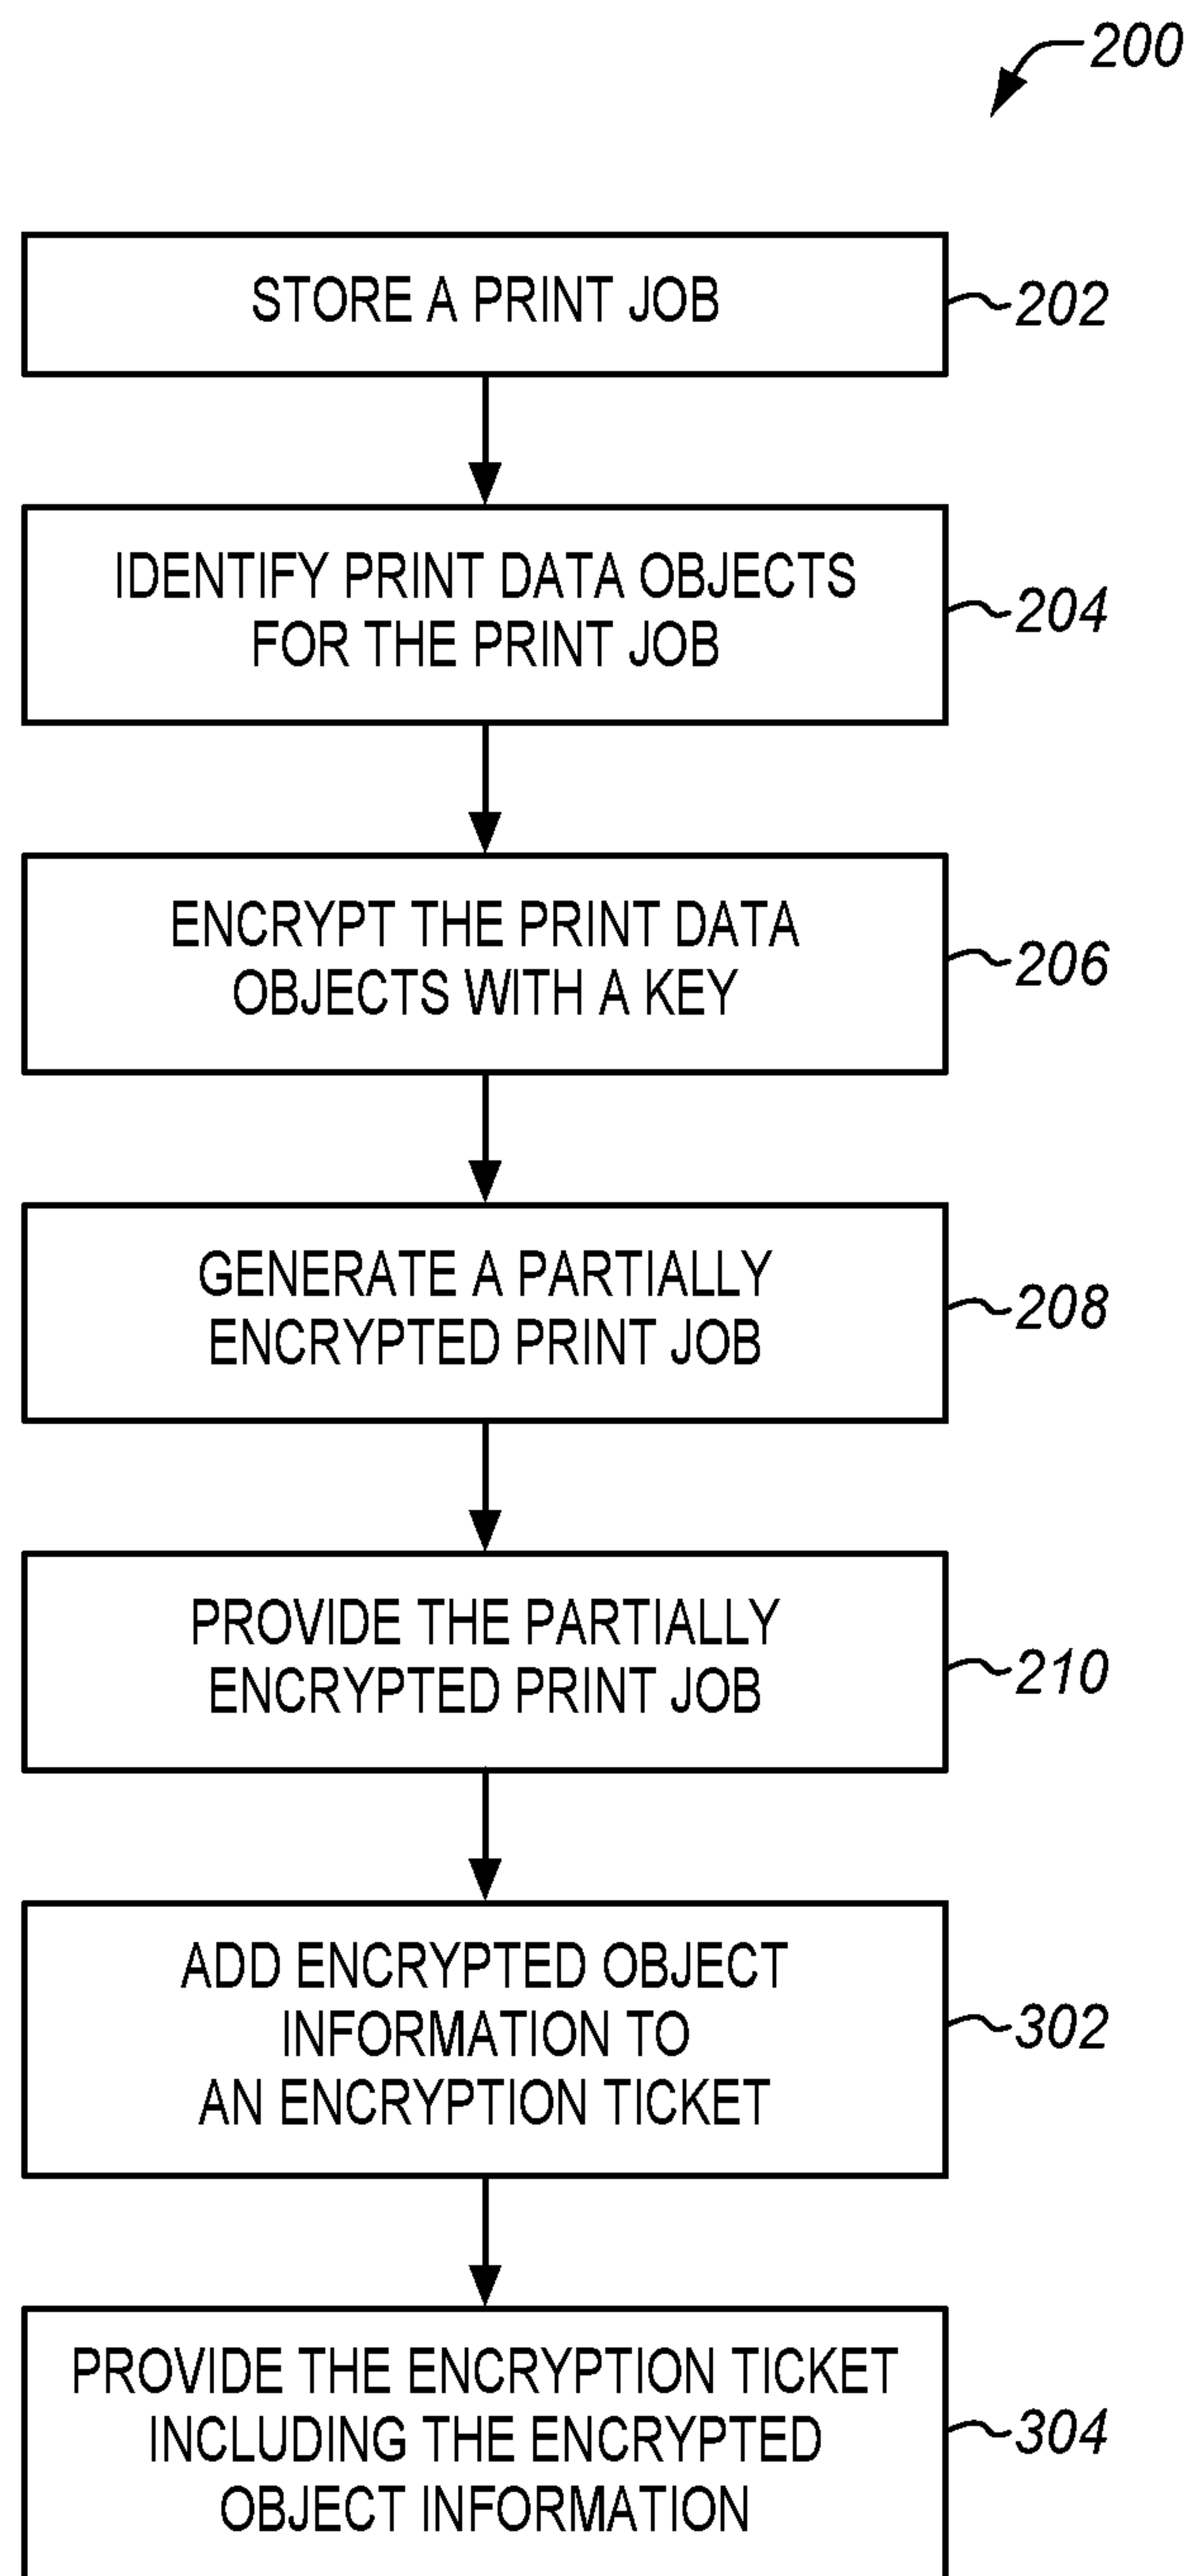 200
STORE A PRINT JOB
202
IDENTIFY PRINT DATA OBJECTS
FOR THE PRINT JOB
204
ENCRYPT THE PRINT DATA
OBJECTS WITH A KEY
206
GENERATE A PARTIALLY
ENCRYPTED PRINT JOB
208
PROVIDE THE PARTIALLY
ENCRYPTED PRINT JOB
210
ADD ENCRYPTED OBJECT
INFORMATION TO
AN ENCRYPTION TICKET
302
PROVIDE THE ENCRYPTION TICKET
INCLUDING THE ENCRYPTED
OBJECT INFORMATION
304